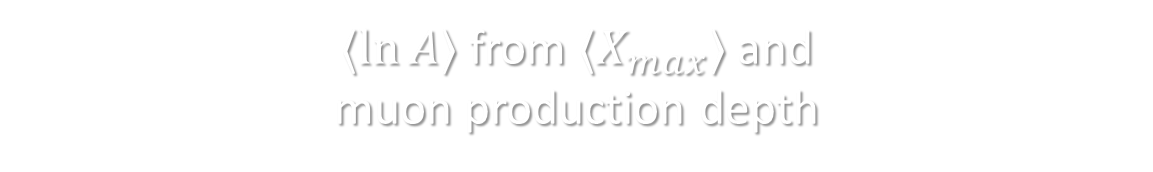 ⟨ln A⟩ from ⟨X_max⟩ and
muon production depth